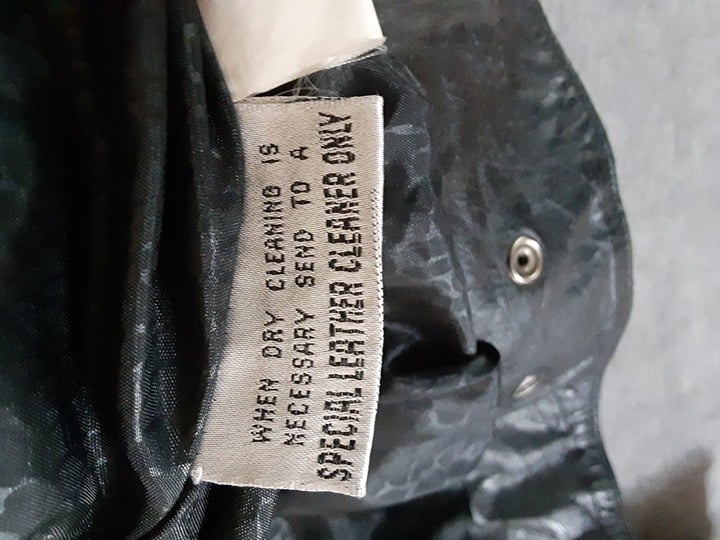 WHEN DRY CLEANING IS
NECESSARY SEND TO A
SPECIAL LEATHER CLEANER ONLY